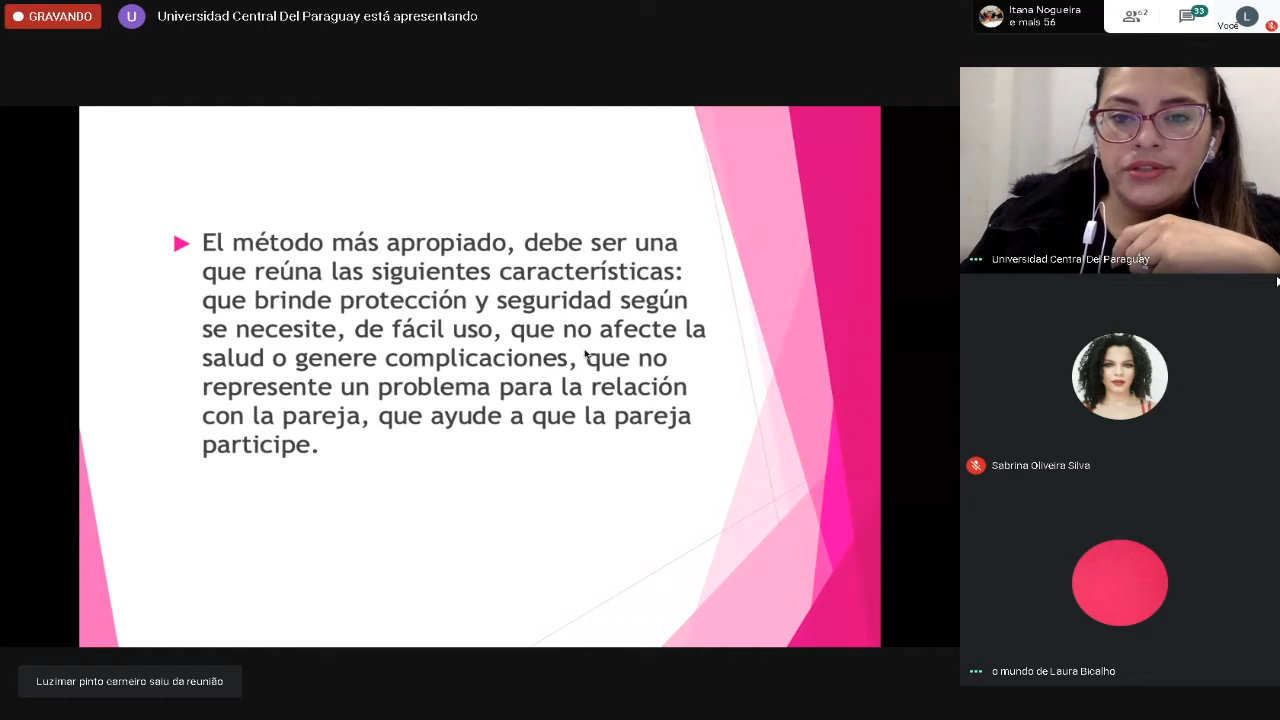 GRAVANDO
U
Universidad Central Del Paraguay está apresentando
Itana Nogueira
e mais 56
62
33
L
Você
El método más apropiado, debe ser una
que reúna las siguientes características:
que brinde protección y seguridad según
se necesite, de fácil uso, que no afecte la
salud o genere complicaciones, que no
represente un problema para la relación
con la pareja, que ayude a que la pareja
participe.
Universidad Central Del Paraguay
Sabrina Oliveira Silva
o mundo de Laura Bicalho
Luzimar pinto carneiro saiu da reunião